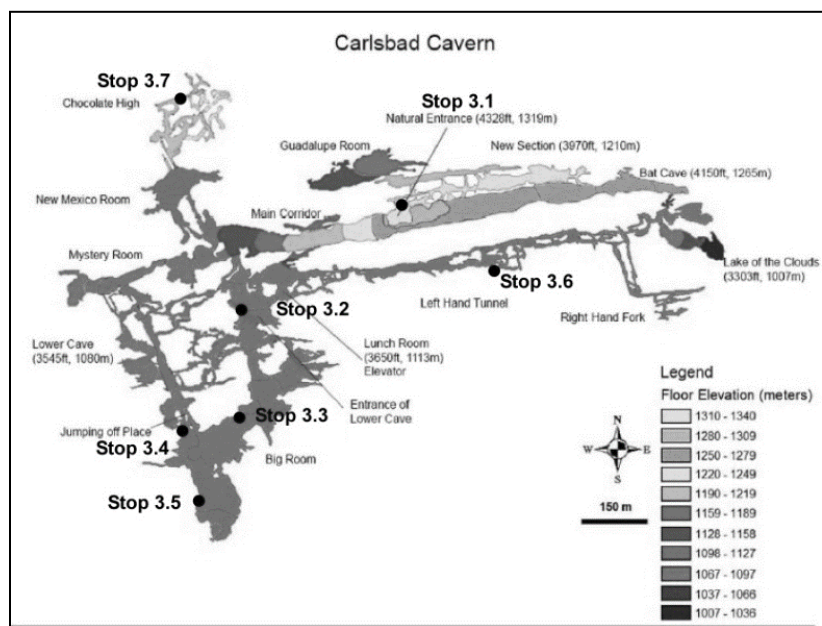 Carlsbad Cavern
Stop 3.7
Chocolate High
Stop 3.1
Natural Entrance (4328ft, 1319m)
Guadalupe Room
New Section (3970ft, 1210m)
Bat Cave (4150ft, 1265m)
New Mexico Room
Main Corridor
Mystery Room
Lake of the Clouds
(3303ft, 1007m)
Stop 3.6
Left Hand Tunnel
Right Hand Fork
Stop 3.2
Lower Cave
(3545ft, 1080m)
Lunch Room
(3650ft, 1113m)
Elevator
Entrance of
Lower Cave
Stop 3.3
Jumping off Place
Stop 3.4
Big Room
Stop 3.5
Legend
Floor Elevation (meters)
1310 - 1340
1280 - 1309
1250 - 1279
1220 - 1249
1190 - 1219
1159 - 1189
1128 - 1158
1098 - 1127
1067 - 1097
1037 - 1066
1007 - 1036
N
W E
S
150 m